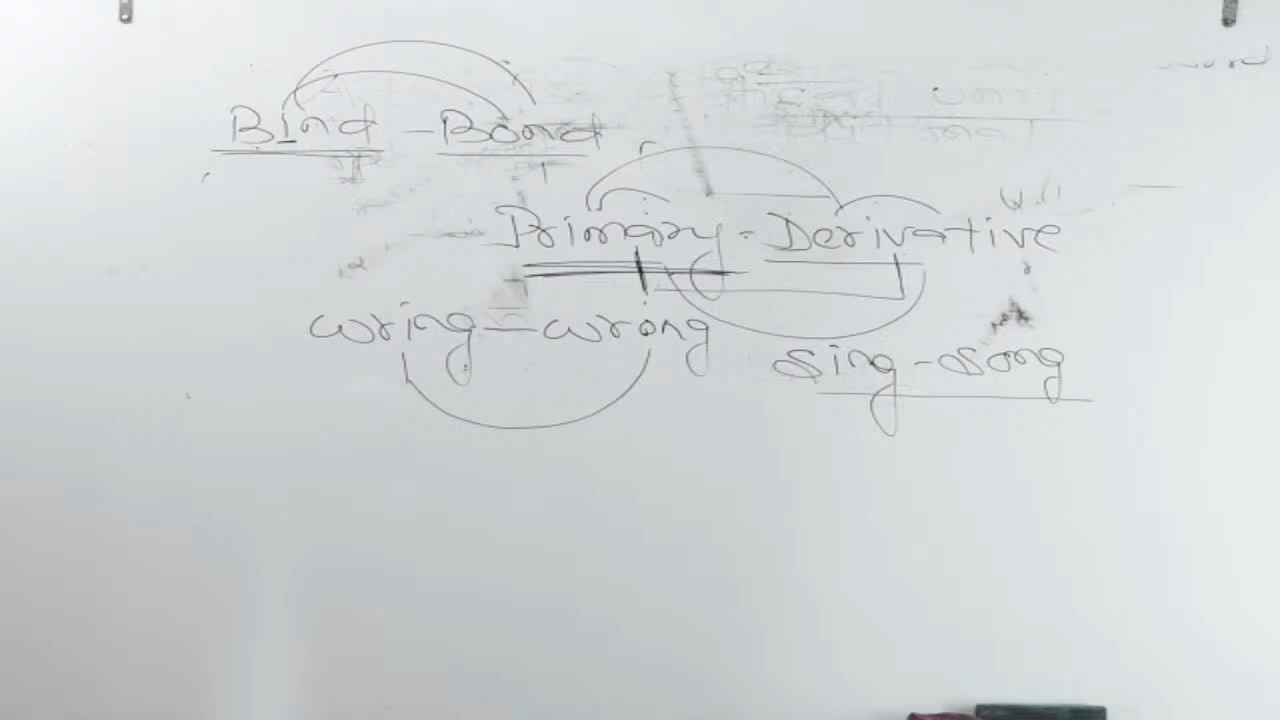 Bind - Bond
Primary - Derivative
wring - wrong
Sing - Song